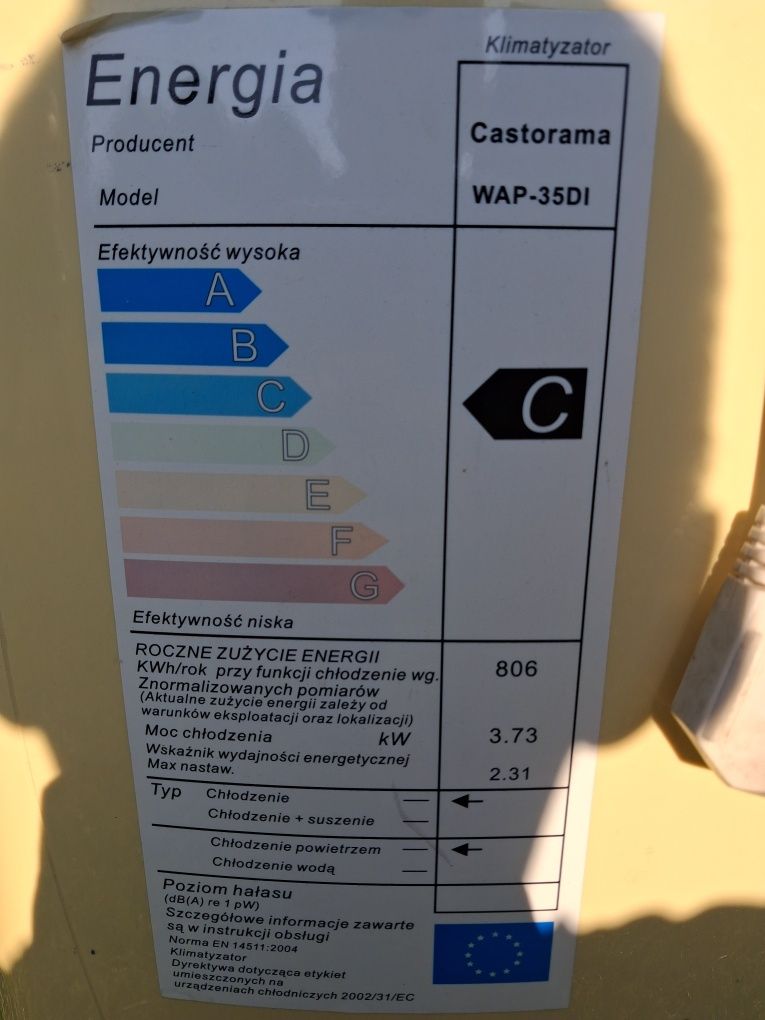 Klimatyzator
Energia
Producent
Castorama
Model
WAP-35DI
Efektywność wysoka
A
B
C
C
D
E
F
G
Efektywność niska
ROCZNE ZUŻYCIE ENERGII
KWh/rok przy funkcji chłodzenie wg.
806
Znormalizowanych pomiarów
(Aktualne zużycie energii zależy od
warunków eksploatacji oraz lokalizacji)
Moc chłodzenia kW 3.73
Wskaźnik wydajności energetycznej
Max nastaw. 2.31
Typ Chłodzenie
Chłodzenie + suszenie
Chłodzenie powietrzem
Chłodzenie wodą
Poziom hałasu
(dB(A) re 1 pW)
Szczegółowe informacje zawarte
są w instrukcji obsługi
Norma EN 14511:2004
Klimatyzator
Dyrektywa dotycząca etykiet
umieszczonych na
urządzeniach chłodniczych 2002/31/EC